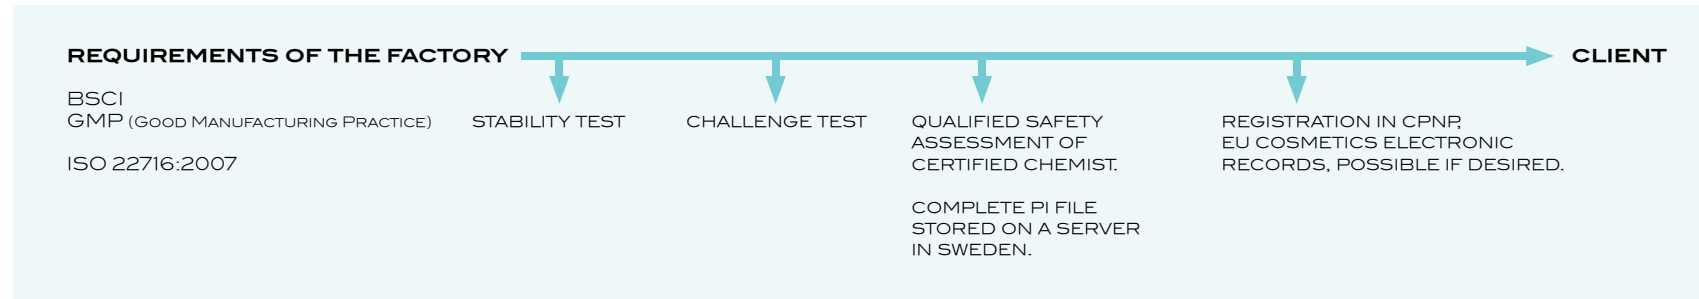 REQUIREMENTS OF THE FACTORY
CLIENT
BSCI
GMP (GOOD MANUFACTURING PRACTICE)
ISO 22716:2007
STABILITY TEST
CHALLENGE TEST
QUALIFIED SAFETY
ASSESSMENT OF
CERTIFIED CHEMIST.
COMPLETE PI FILE
STORED ON A SERVER
IN SWEDEN.
REGISTRATION IN CPNP,
EU COSMETICS ELECTRONIC
RECORDS, POSSIBLE IF DESIRED.